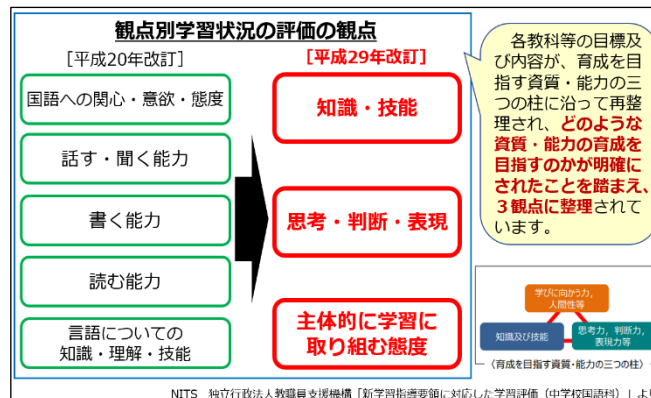 観点別学習状況の評価の観点
[平成20年改訂]
[平成29年改訂]
国語への関心・意欲・態度
話す・聞く能力
書く能力
読む能力
言語についての
知識・理解・技能
知識・技能
思考・判断・表現
主体的に学習に
取り組む態度
各教科等の目標及
び内容が、育成を目
指す資質・能力の三
つの柱に沿って再整
理され、どのような
資質・能力の育成を
目指すのかが明確に
されたことを踏まえ、
３観点に整理されて
います。
学びに向かう力，
人間性等
知識及び技能
思考力，判断力，
表現力等
〈育成を目指す資質・能力の三つの柱〉
NITS 独立行政法人教職員支援機構「新学習指導要領に対応した学習評価（中学校国語科）」より